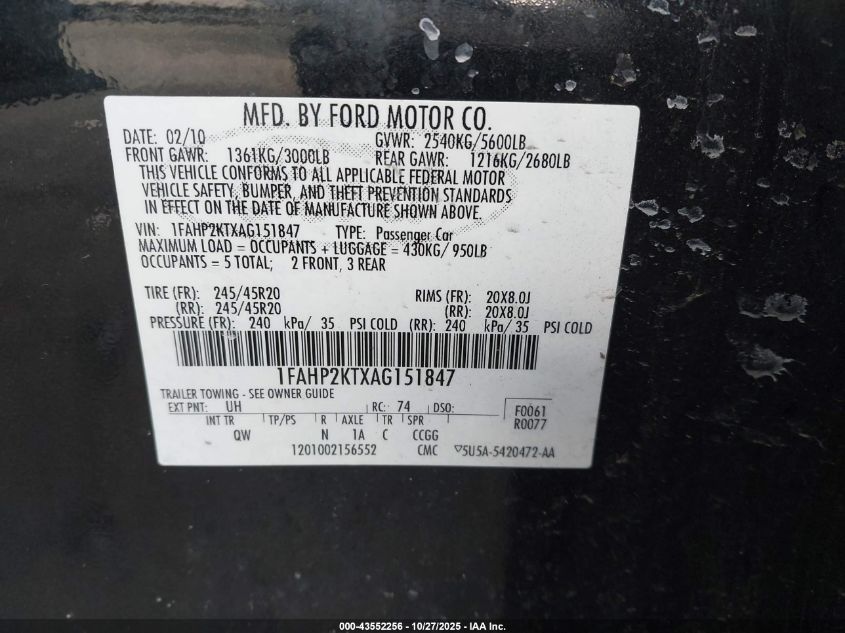 MFD. BY FORD MOTOR CO.
DATE: 02/10 GVWR: 2540KG/5600LB
FRONT GAWR: 1361KG/3000LB REAR GAWR: 1216KG/2680LB
THIS VEHICLE CONFORMS TO ALL APPLICABLE FEDERAL MOTOR
VEHICLE SAFETY, BUMPER, AND THEFT PREVENTION STANDARDS
IN EFFECT ON THE DATE OF MANUFACTURE SHOWN ABOVE.
VIN: 1FAHP2KTXAG151847 TYPE: Passenger Car
MAXIMUM LOAD = OCCUPANTS + LUGGAGE = 430KG/ 950LB
OCCUPANTS = 5 TOTAL; 2 FRONT, 3 REAR
TIRE (FR): 245/45R20 RIMS (FR): 20X8.0J
(RR): 245/45R20 (RR): 20X8.0J
PRESSURE (FR): 240 kPa/ 35 PSI COLD (RR): 240 kPa/ 35 PSI COLD
1FAHP2KTXAG151847
TRAILER TOWING - SEE OWNER GUIDE
EXT PNT: UH RC: 74 DSO: F0061
INT TR TP/PS R AXLE TR SPR R0077
QW N 1A C CCGG
1201002156552 CMC ▽5U5A-5420472-AA
000-43552256 - 10/27/2025 - IAA Inc.